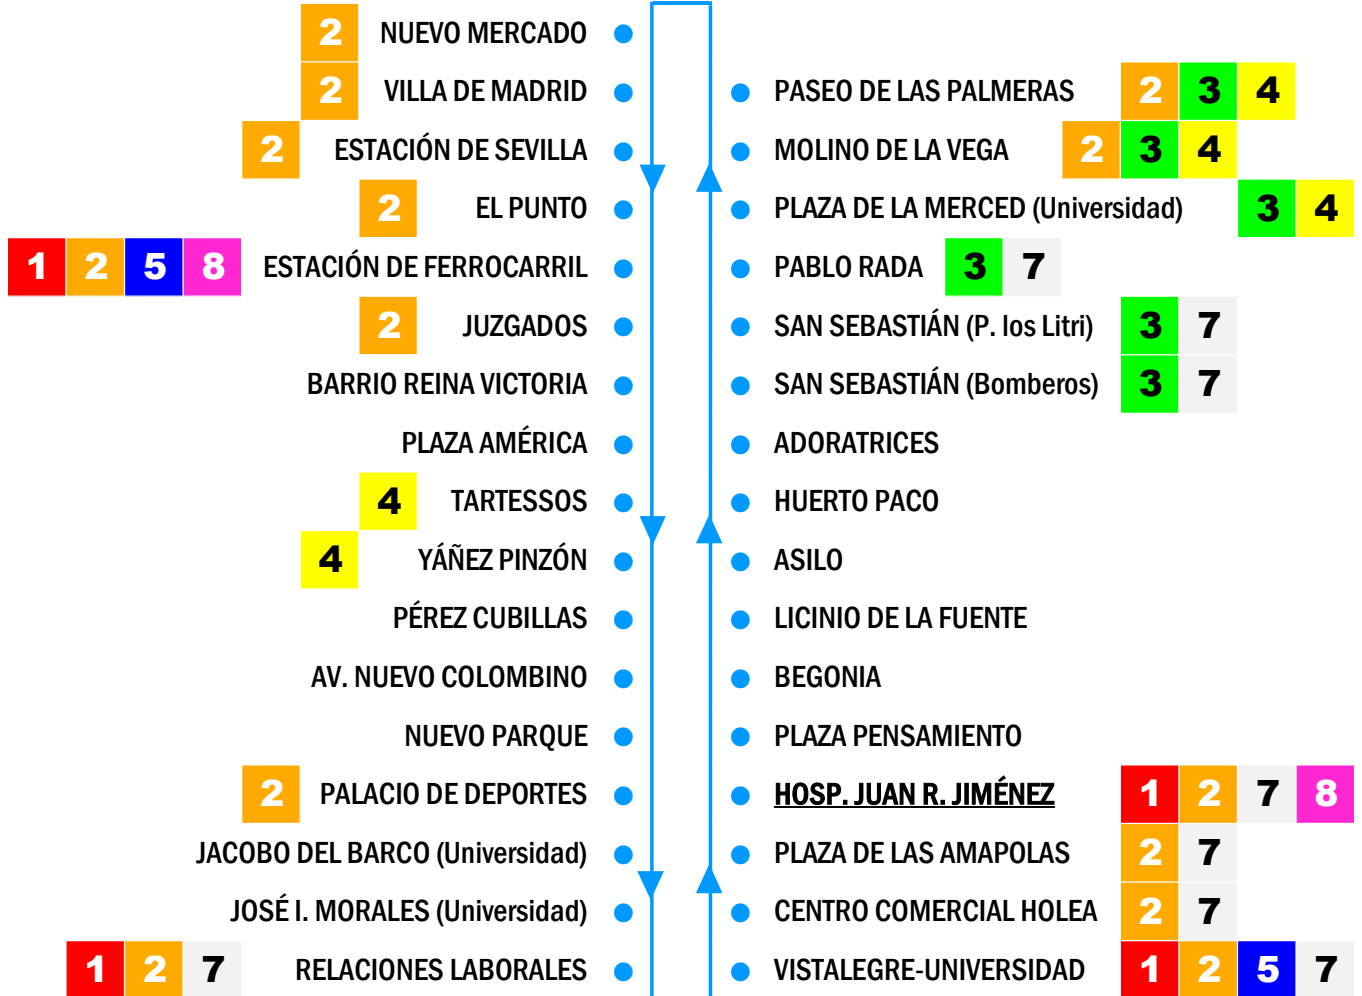 2 NUEVO MERCADO
2 VILLA DE MADRID PASEO DE LAS PALMERAS 2 3 4
2 ESTACIÓN DE SEVILLA MOLINO DE LA VEGA 2 3 4
2 EL PUNTO PLAZA DE LA MERCED (Universidad) 3 4
1 2 5 8 ESTACIÓN DE FERROCARRIL PABLO RADA 3 7
2 JUZGADOS SAN SEBASTIÁN (P. los Litri) 3 7
BARRIO REINA VICTORIA SAN SEBASTIÁN (Bomberos) 3 7
PLAZA AMÉRICA ADORATRICES
4 TARTESSOS HUERTO PACO
4 YÁÑEZ PINZÓN ASILO
PÉREZ CUBILLAS LICINIO DE LA FUENTE
AV. NUEVO COLOMBINO BEGONIA
NUEVO PARQUE PLAZA PENSAMIENTO
2 PALACIO DE DEPORTES HOSP. JUAN R. JIMÉNEZ 1 2 7 8
JACOBO DEL BARCO (Universidad) PLAZA DE LAS AMAPOLAS 2 7
JOSÉ I. MORALES (Universidad) CENTRO COMERCIAL HOLEA 2 7
1 2 7 RELACIONES LABORALES VISTALEGRE-UNIVERSIDAD 1 2 5 7